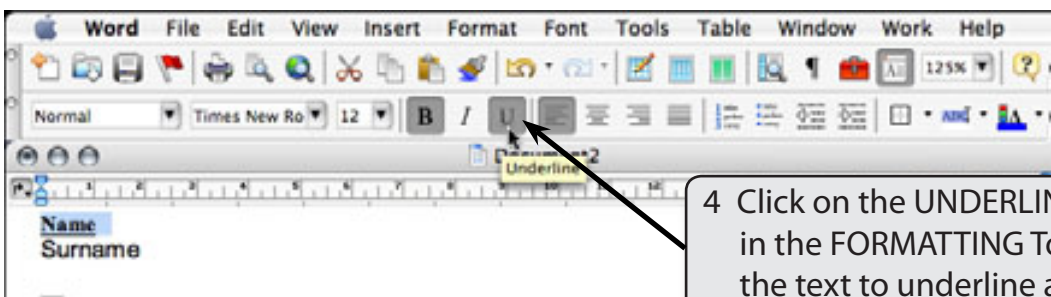 Word File Edit View Insert Format Font Tools Table Window Work Help
125%
Normal Times New Ro 12 B I U
Document2
Underline
Name
Surname
4 Click on the UNDERLIN
in the FORMATTING To
the text to underline a